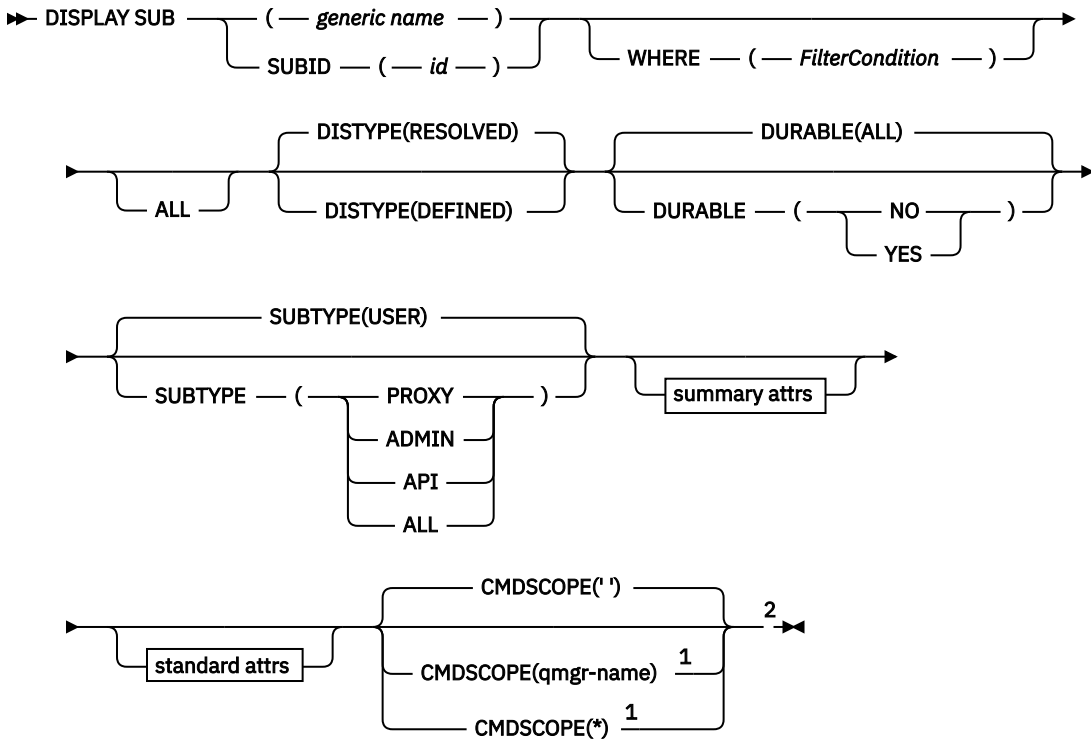 DISPLAY SUB ( generic name )
SUBID ( id )
WHERE ( FilterCondition )
ALL
DISTYPE(RESOLVED)
DISTYPE(DEFINED)
DURABLE(ALL)
DURABLE ( NO )
YES
SUBTYPE(USER)
SUBTYPE ( PROXY )
ADMIN
API
ALL
summary attrs
standard attrs
CMDSCOPE(' ')
CMDSCOPE(qmgr-name) 1
CMDSCOPE(*) 1
2